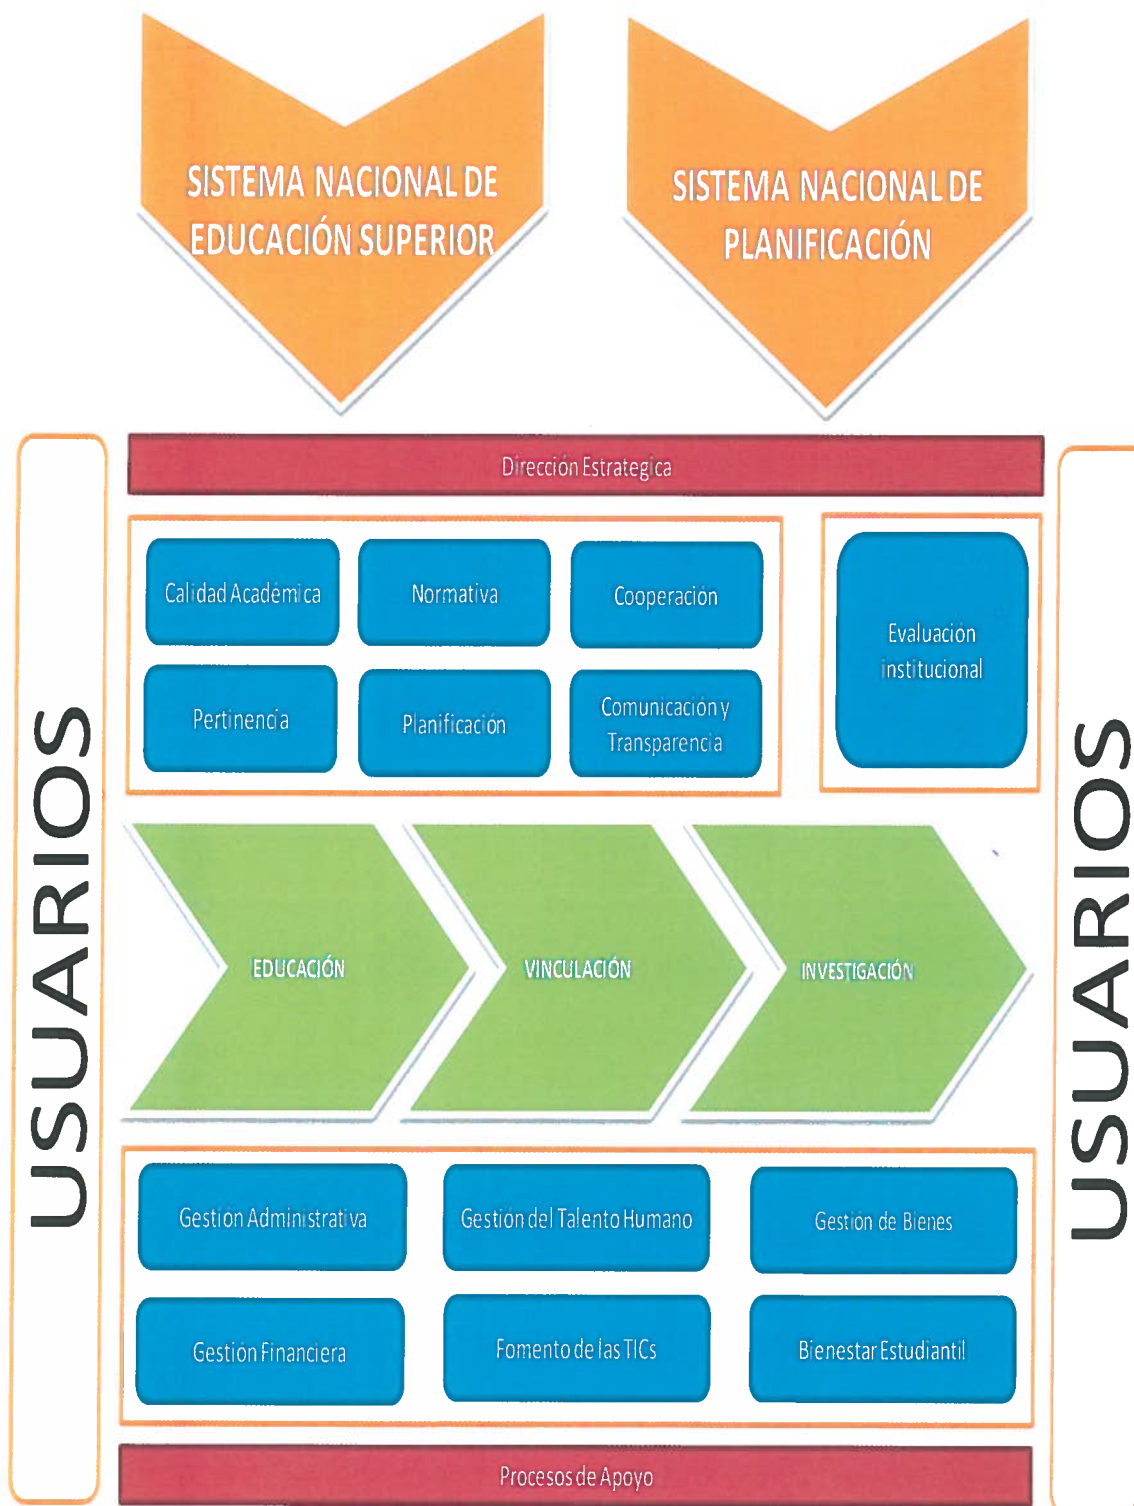 SISTEMA NACIONAL DE
EDUCACIÓN SUPERIOR
SISTEMA NACIONAL DE
PLANIFICACIÓN
USUARIOS
Dirección Estrategica
Calidad Académica
Normativa
Cooperación
Pertinencia
Planificación
Comunicación y
Transparencia
Evaluación
institucional
EDUCACIÓN
VINCULACIÓN
INVESTIGACIÓN
Gestión Administrativa
Gestión del Talento Humano
Gestión de Bienes
Gestión Financiera
Fomento de las TICs
Bienestar Estudiantil
Procesos de Apoyo
USUARIOS